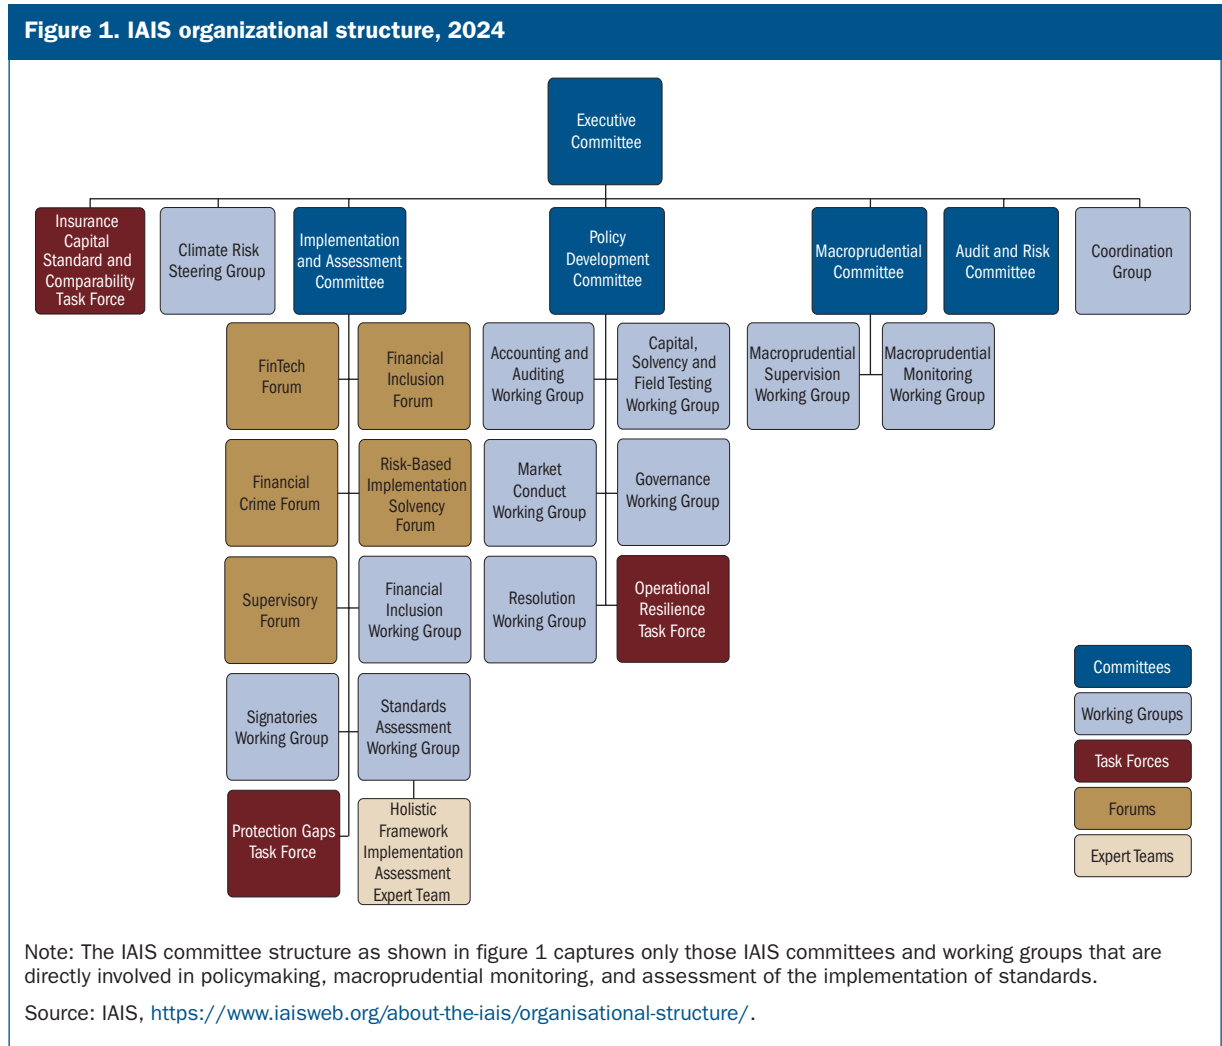 Figure 1. IAIS organizational structure, 2024
Executive
Committee
Insurance
Capital
Standard and
Comparability
Task Force
Climate Risk
Steering Group
Implementation
and Assessment
Committee
Policy
Development
Committee
Macroprudential
Committee
Audit and Risk
Committee
Coordination
Group
FinTech
Forum
Financial
Inclusion
Forum
Accounting and
Auditing
Working Group
Capital,
Solvency and
Field Testing
Working Group
Macroprudential
Supervision
Working Group
Macroprudential
Monitoring
Working Group
Financial
Crime Forum
Risk-Based
Implementation
Solvency
Forum
Market
Conduct
Working Group
Governance
Working Group
Supervisory
Forum
Financial
Inclusion
Working Group
Resolution
Working Group
Operational
Resilience
Task Force
Signatories
Working Group
Standards
Assessment
Working Group
Protection Gaps
Task Force
Holistic
Framework
Implementation
Assessment
Expert Team
Committees
Working Groups
Task Forces
Forums
Expert Teams
Note: The IAIS committee structure as shown in figure 1 captures only those IAIS committees and working groups that are
directly involved in policymaking, macroprudential monitoring, and assessment of the implementation of standards.
Source: IAIS, https://www.iaisweb.org/about-the-iais/organisational-structure/.